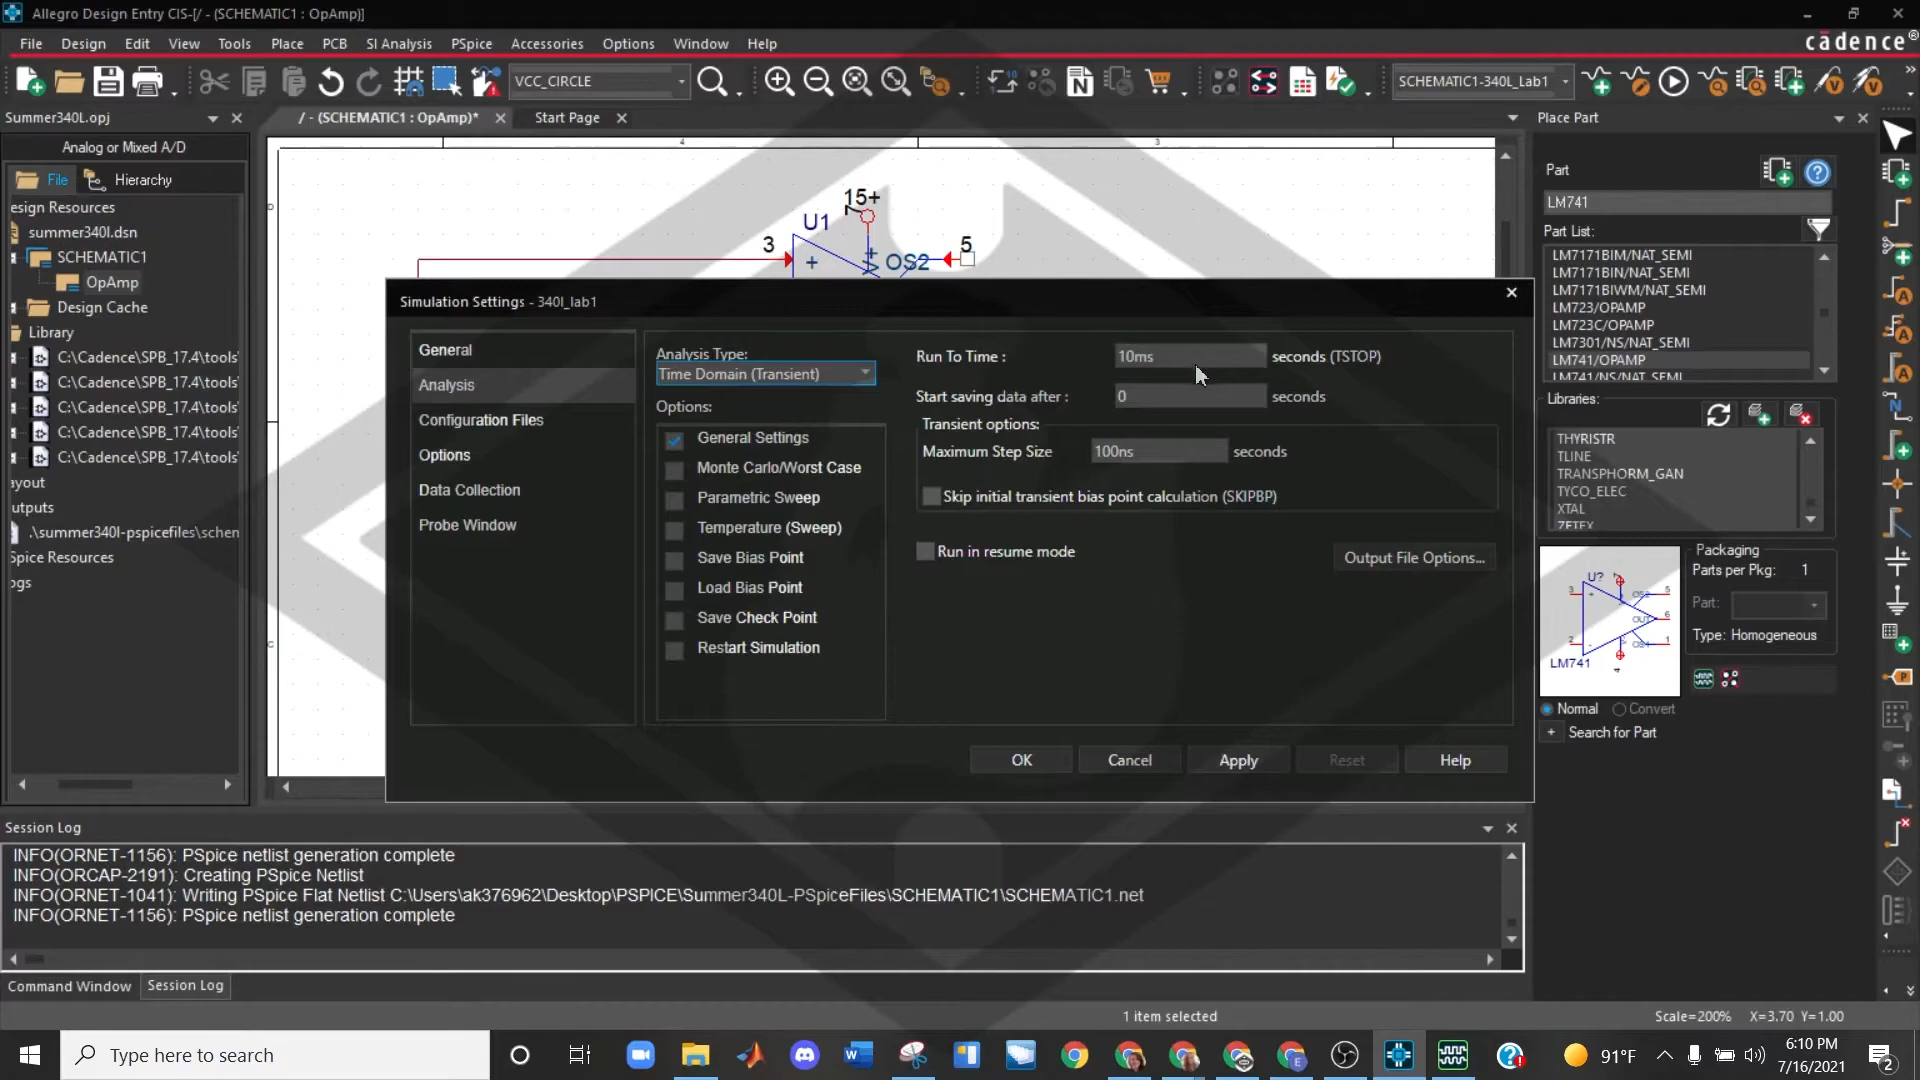 Allegro Design Entry CIS-[/ - (SCHEMATIC1 : OpAmp)]
File Design Edit View Tools Place PCB SI Analysis PSpice Accessories Options Window Help
cādence®
VCC_CIRCLE
SCHEMATIC1-340L_Lab1
Summer340L.opj
/ - (SCHEMATIC1 : OpAmp)*
Start Page
Place Part
Analog or Mixed A/D
File
Hierarchy
esign Resources
summer340l.dsn
SCHEMATIC1
OpAmp
Design Cache
Library
C:\Cadence\SPB_17.4\tools'
C:\Cadence\SPB_17.4\tools'
C:\Cadence\SPB_17.4\tools'
C:\Cadence\SPB_17.4\tools'
C:\Cadence\SPB_17.4\tools'
ayout
utputs
.\summer340l-pspicefiles\schen
Spice Resources
ogs
4
3
D
C
15+
7
U1
3
+
V+
OS2
5
Simulation Settings - 340l_lab1
General
Analysis
Configuration Files
Options
Data Collection
Probe Window
Analysis Type:
Time Domain (Transient)
Options:
General Settings
Monte Carlo/Worst Case
Parametric Sweep
Temperature (Sweep)
Save Bias Point
Load Bias Point
Save Check Point
Restart Simulation
Run To Time :
10ms
seconds (TSTOP)
Start saving data after :
0
seconds
Transient options:
Maximum Step Size
100ns
seconds
Skip initial transient bias point calculation (SKIPBP)
Run in resume mode
Output File Options...
OK
Cancel
Apply
Reset
Help
Part
LM741
Part List:
LM7171BIM/NAT_SEMI
LM7171BIN/NAT_SEMI
LM7171BIWM/NAT_SEMI
LM723/OPAMP
LM723C/OPAMP
LM7301/NS/NAT_SEMI
LM741/OPAMP
LM741/NS/NAT_SEMI
Libraries:
THYRISTR
TLINE
TRANSPHORM_GAN
TYCO_ELEC
XTAL
ZETEX
U?
LM741
Packaging
Parts per Pkg: 1
Part:
Type: Homogeneous
Normal
Convert
Search for Part
Session Log
INFO(ORNET-1156): PSpice netlist generation complete
INFO(ORCAP-2191): Creating PSpice Netlist
INFO(ORNET-1041): Writing PSpice Flat Netlist C:\Users\ak376962\Desktop\PSPICE\Summer340L-PSpiceFiles\SCHEMATIC1\SCHEMATIC1.net
INFO(ORNET-1156): PSpice netlist generation complete
Command Window
Session Log
1 item selected
Scale=200%
X=3.70 Y=1.00
Type here to search
91°F
6:10 PM
7/16/2021
2